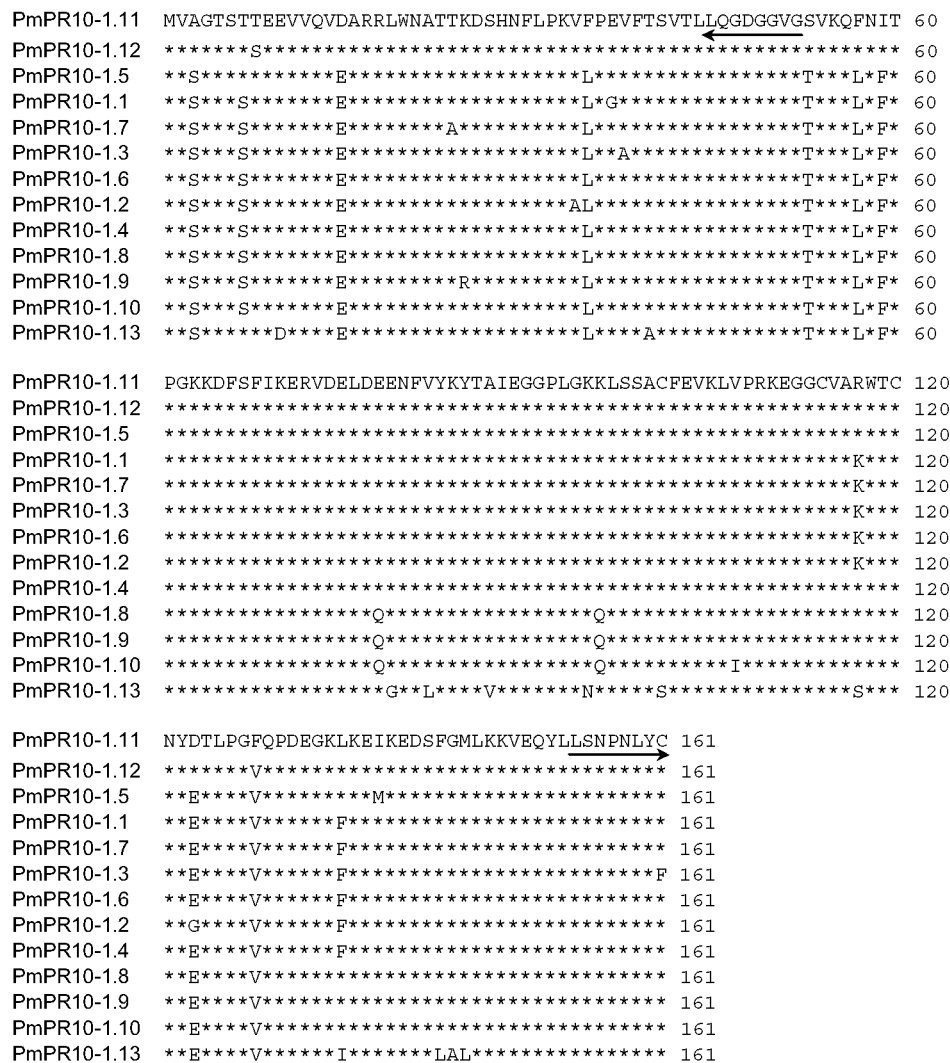 PmPR10-1.11 MVAGTSTTEEVVQVDARRLWNATTKDSHNFLPKVFPEVFTSVTLLQGDGGVGSVKQFNIT 60
PmPR10-1.12 *******S**************************************************** 60
PmPR10-1.5 **S***S*******E*******************L*****************T***L*F* 60
PmPR10-1.1 **S***S*******E*******************L*G***************T***L*F* 60
PmPR10-1.7 **S***S*******E********A**********L*****************T***L*F* 60
PmPR10-1.3 **S***S*******E*******************L**A**************T***L*F* 60
PmPR10-1.6 **S***S*******E*******************L*****************T***L*F* 60
PmPR10-1.2 **S***S*******E******************AL*****************T***L*F* 60
PmPR10-1.4 **S***S*******E*******************L*****************T***L*F* 60
PmPR10-1.8 **S***S*******E*******************L*****************T***L*F* 60
PmPR10-1.9 **S***S*******E*********R*********L*****************T***L*F* 60
PmPR10-1.10 **S***S*******E*******************L*****************T***L*F* 60
PmPR10-1.13 **S******D****E*******************L****A************T***L*F* 60
PmPR10-1.11 PGKKDFSFIKERVDELDEENFVYKYTAIEGGPLGKKLSSACFEVKLVPRKEGGCVARWTC 120
PmPR10-1.12 ************************************************************ 120
PmPR10-1.5 ************************************************************ 120
PmPR10-1.1 ********************************************************K*** 120
PmPR10-1.7 ********************************************************K*** 120
PmPR10-1.3 ********************************************************K*** 120
PmPR10-1.6 ********************************************************K*** 120
PmPR10-1.2 ********************************************************K*** 120
PmPR10-1.4 ************************************************************ 120
PmPR10-1.8 *****************Q*****************Q************************ 120
PmPR10-1.9 *****************Q*****************Q************************ 120
PmPR10-1.10 *****************Q*****************Q**********I************* 120
PmPR10-1.13 ******************G**L****V*******N*****S***************S*** 120
PmPR10-1.11 NYDTLPGFQPDEGKLKEIKEDSFGMLKKVEQYLLSNPNLYC 161
PmPR10-1.12 *******V********************************* 161
PmPR10-1.5 **E****V*********M*********************** 161
PmPR10-1.1 **E****V******F************************** 161
PmPR10-1.7 **E****V******F************************** 161
PmPR10-1.3 **E****V******F*************************F 161
PmPR10-1.6 **E****V******F************************** 161
PmPR10-1.2 **G****V******F************************** 161
PmPR10-1.4 **E****V******F************************** 161
PmPR10-1.8 **E****V********************************* 161
PmPR10-1.9 **E****V********************************* 161
PmPR10-1.10 **E****V********************************* 161
PmPR10-1.13 **E****V******I*******LAL**************** 161